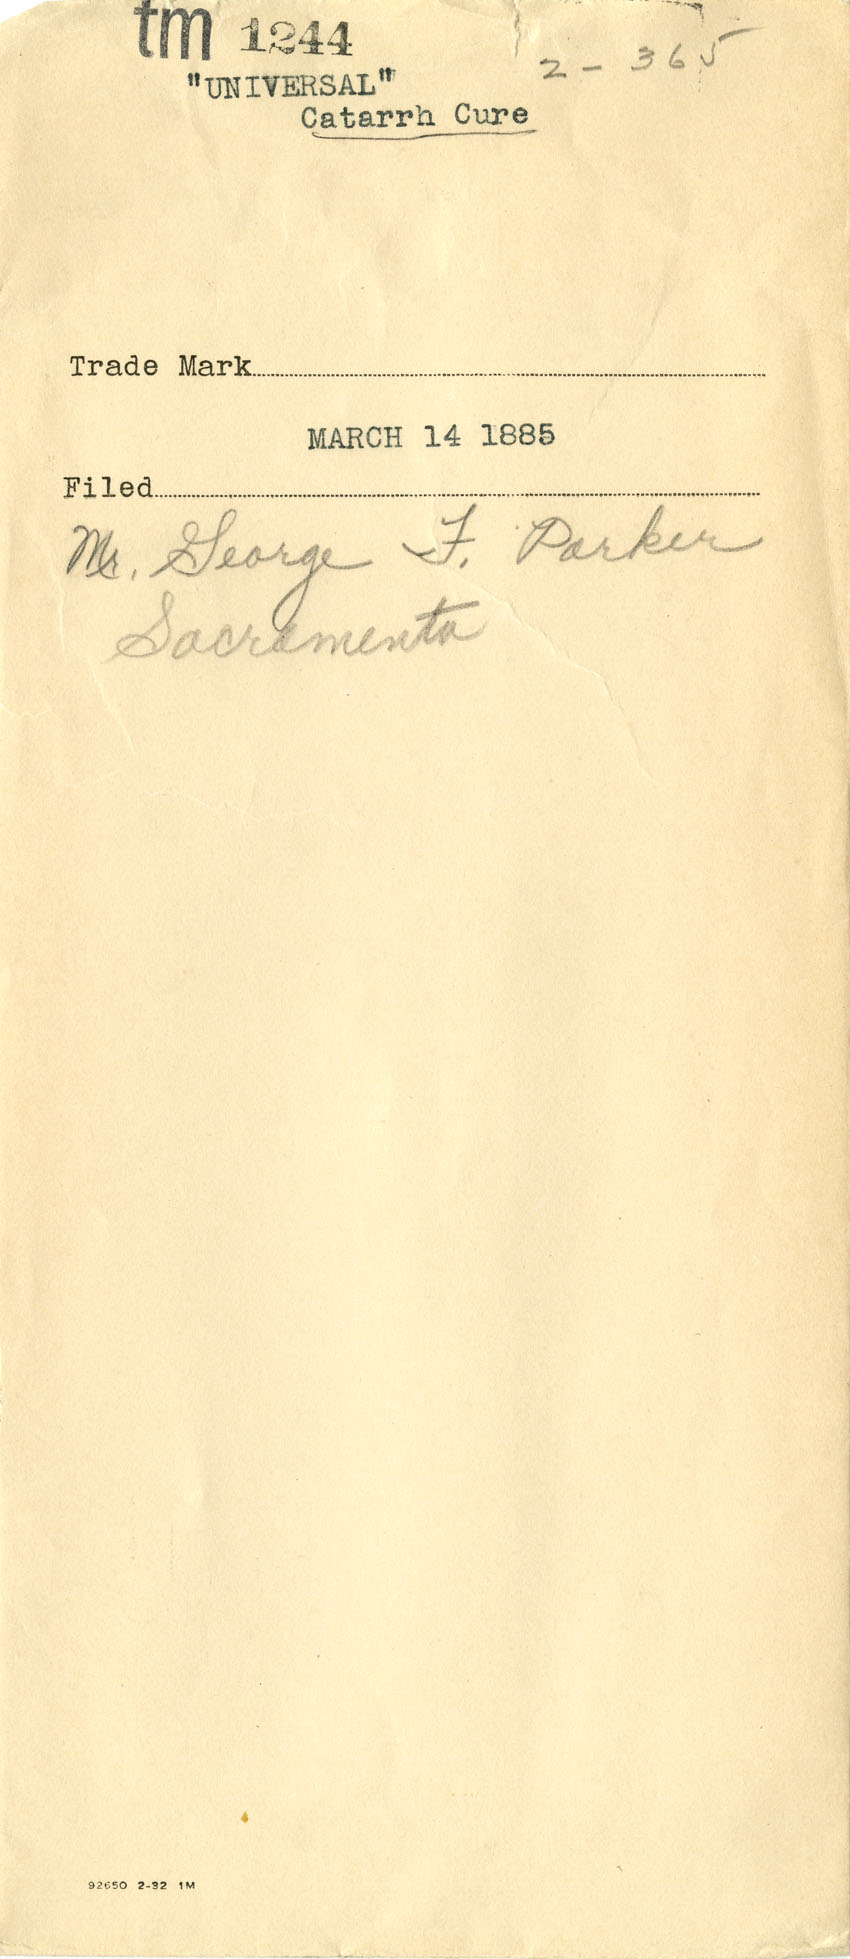 tm 1244
2 - 365
"UNIVERSAL"
Catarrh Cure
Trade Mark
MARCH 14 1885
Filed
Mr. George F. Parker
Sacramento
92650 2-32 1M